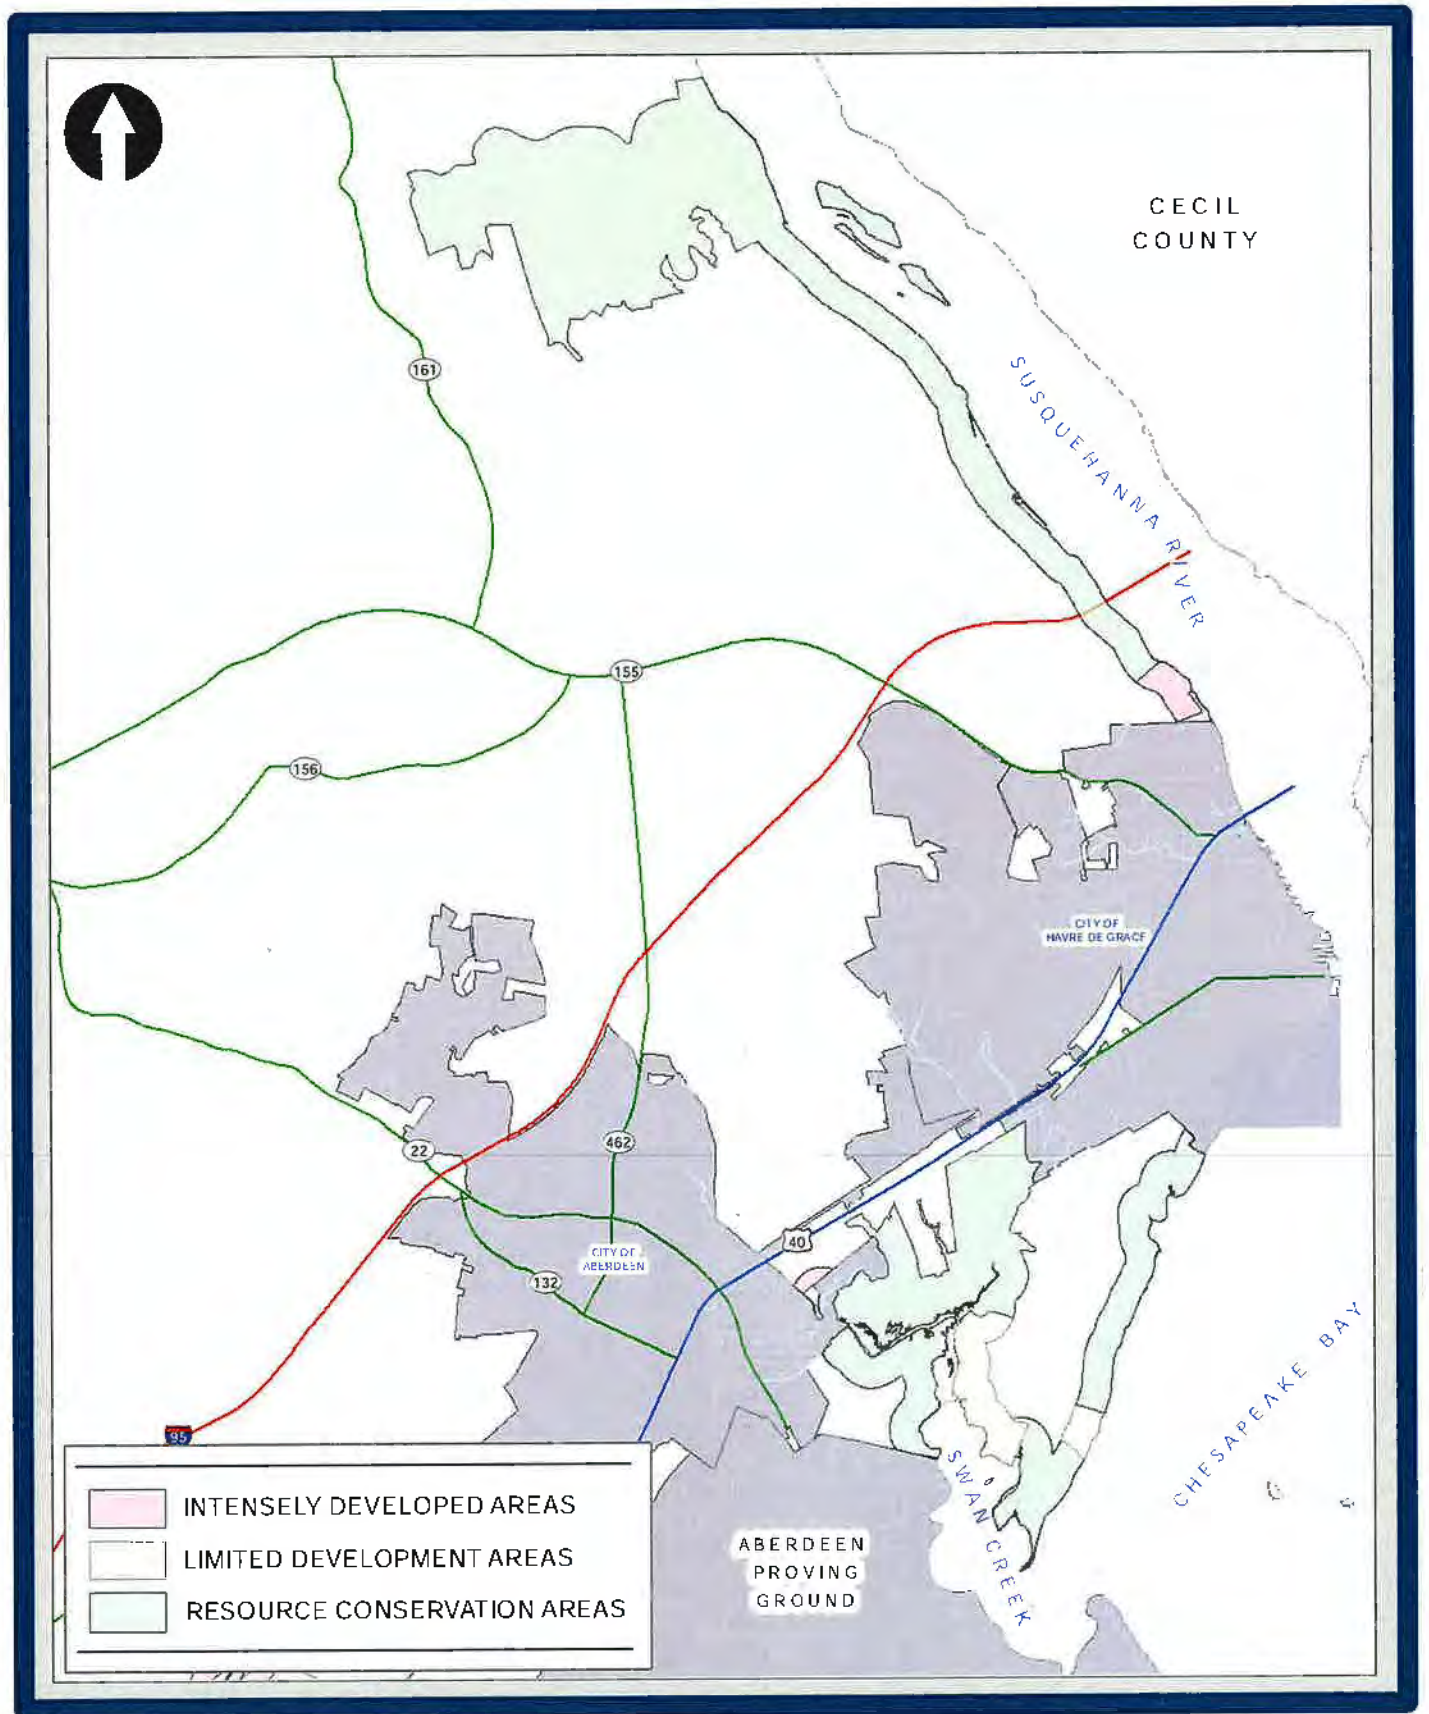 CECIL
COUNTY
161
SUSQUEHANNA RIVER
155
156
CITY OF
HAVRE DE GRACE
22
462
40
CITY OF
ABERDEEN
132
CHESAPEAKE BAY
95
SWAN CREEK
INTENSELY DEVELOPED AREAS
LIMITED DEVELOPMENT AREAS
RESOURCE CONSERVATION AREAS
ABERDEEN
PROVING
GROUND